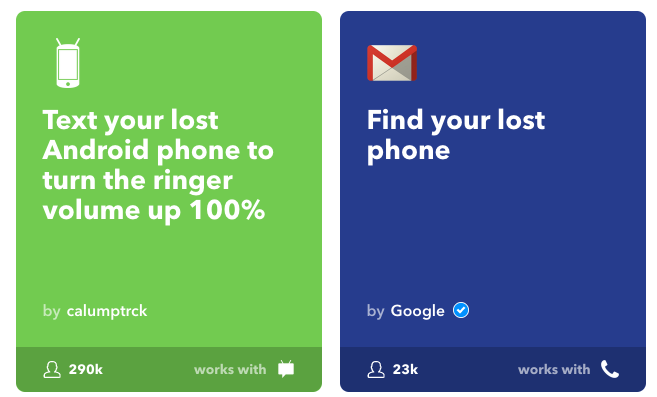 Text your lost
Android phone to
turn the ringer
volume up 100%
by calumptrck
290k
works with
Find your lost
phone
by Google
23k
works with